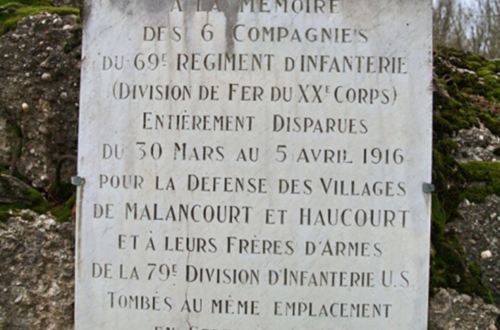 A LA MÉMOIRE
DES 6 COMPAGNIES
DU 69E REGIMENT D'INFANTERIE
(DIVISION DE FER DU XXE CORPS)
ENTIÈREMENT DISPARUES
DU 30 MARS AU 5 AVRIL 1916
POUR LA DEFENSE DES VILLAGES
DE MALANCOURT ET HAUCOURT
ET À LEURS FRÈRES D'ARMES
DE LA 79E DIVISION D'INFANTERIE U.S
TOMBÉS AU MÊME EMPLACEMENT
EN